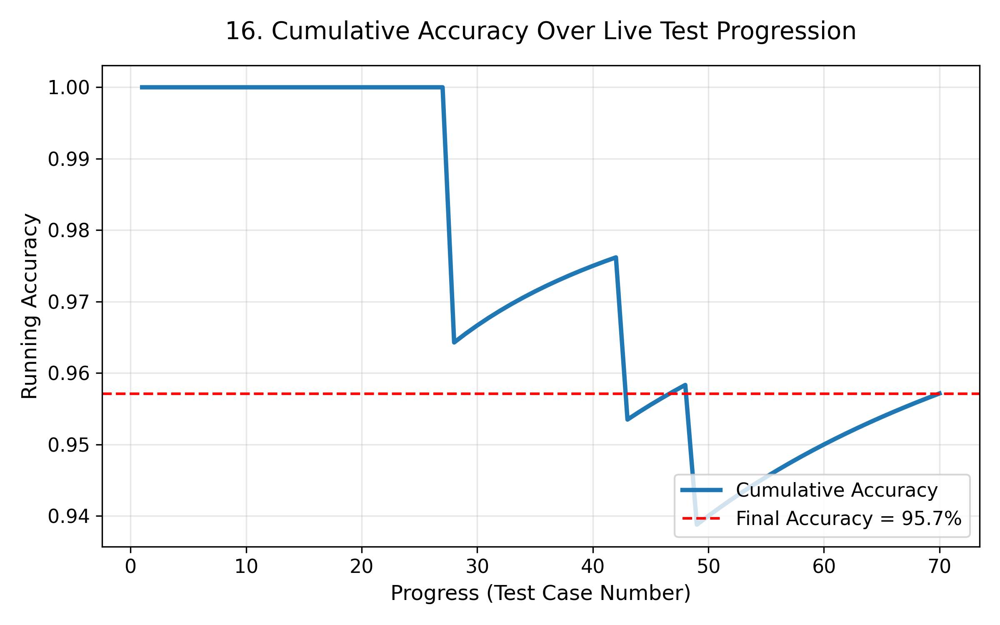 16. Cumulative Accuracy Over Live Test Progression
Running Accuracy
1.00
0.99
0.98
0.97
0.96
0.95
0.94
Cumulative Accuracy
Final Accuracy = 95.7%
0 10 20 30 40 50 60 70
Progress (Test Case Number)